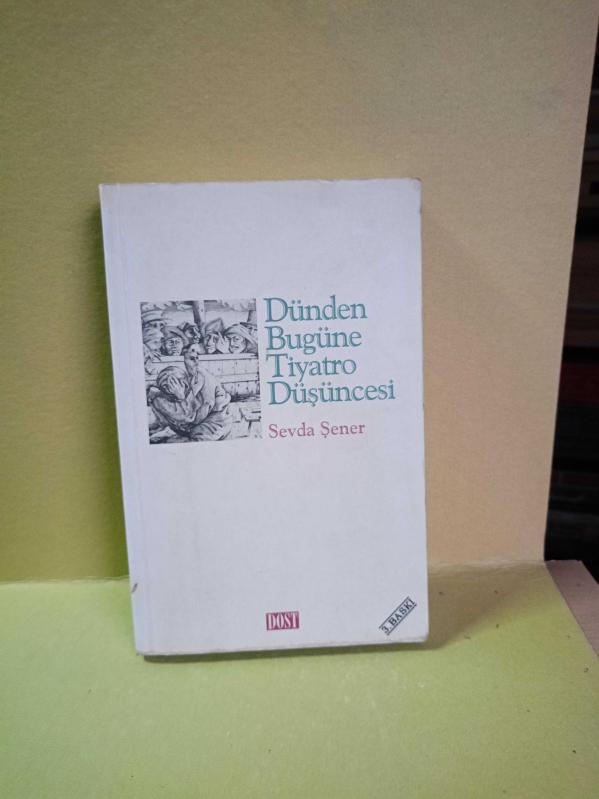 Dünden
Bugüne
Tiyatro
Düşüncesi
Sevda Şener
DOST
3. BASKI